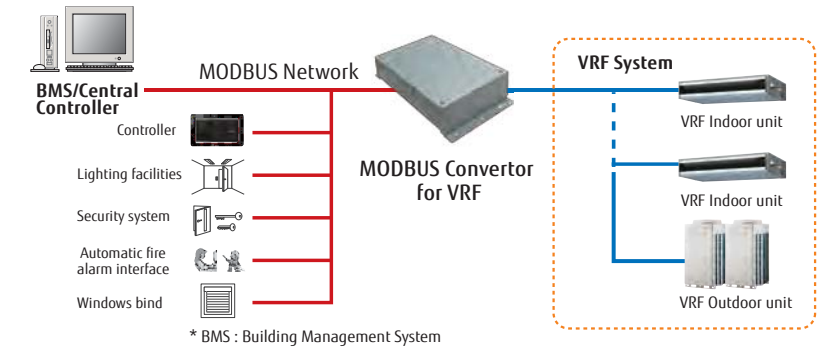 BMS/Central
Controller
MODBUS Network
Controller
Lighting facilities
Security system
Automatic fire
alarm interface
Windows bind
MODBUS Convertor
for VRF
VRF System
VRF Indoor unit
VRF Indoor unit
VRF Outdoor unit
* BMS : Building Management System